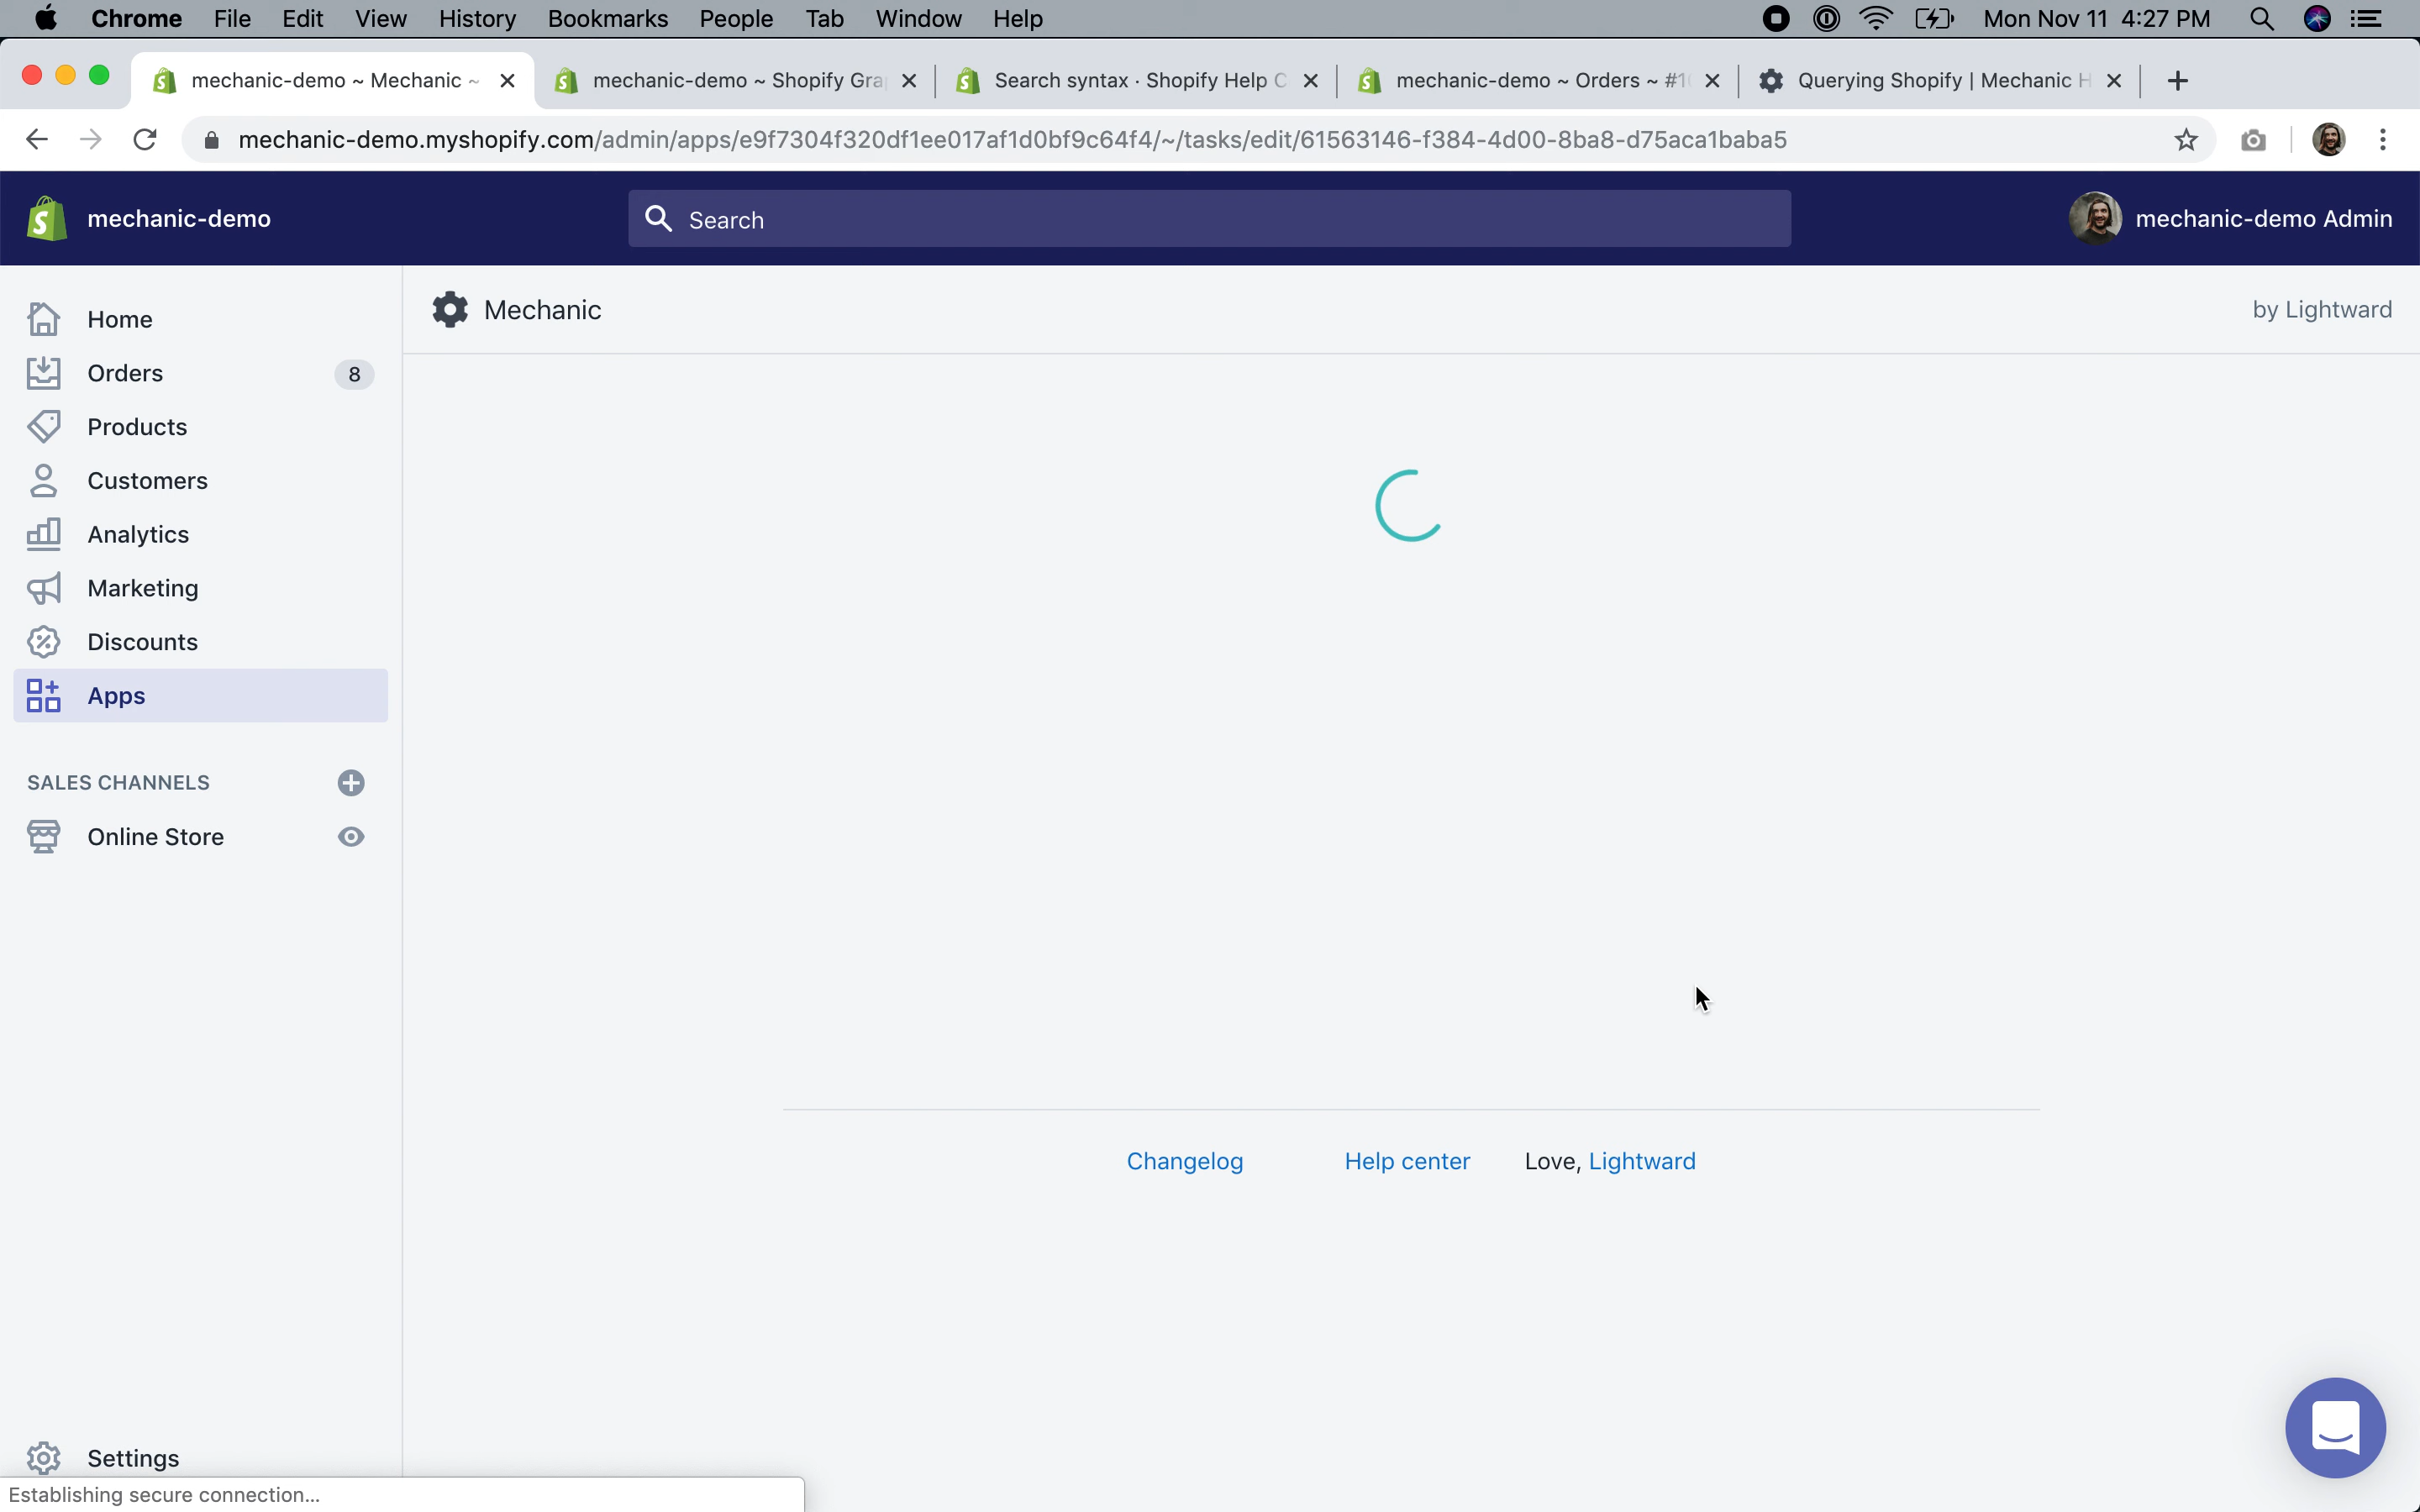 Chrome File Edit View History Bookmarks People Tab Window Help Mon Nov 11 4:27 PM
mechanic-demo ~ Mechanic ~ mechanic-demo ~ Shopify Gra Search syntax · Shopify Help C mechanic-demo ~ Orders ~ #1 Querying Shopify | Mechanic H
mechanic-demo.myshopify.com/admin/apps/e9f7304f320df1ee017af1d0bf9c64f4/~/tasks/edit/61563146-f384-4d00-8ba8-d75aca1baba5
mechanic-demo Search mechanic-demo Admin
Mechanic by Lightward
Home
Orders 8
Products
Customers
Analytics
Marketing
Discounts
Apps
SALES CHANNELS
Online Store
Changelog Help center Love, Lightward
Settings
Establishing secure connection...